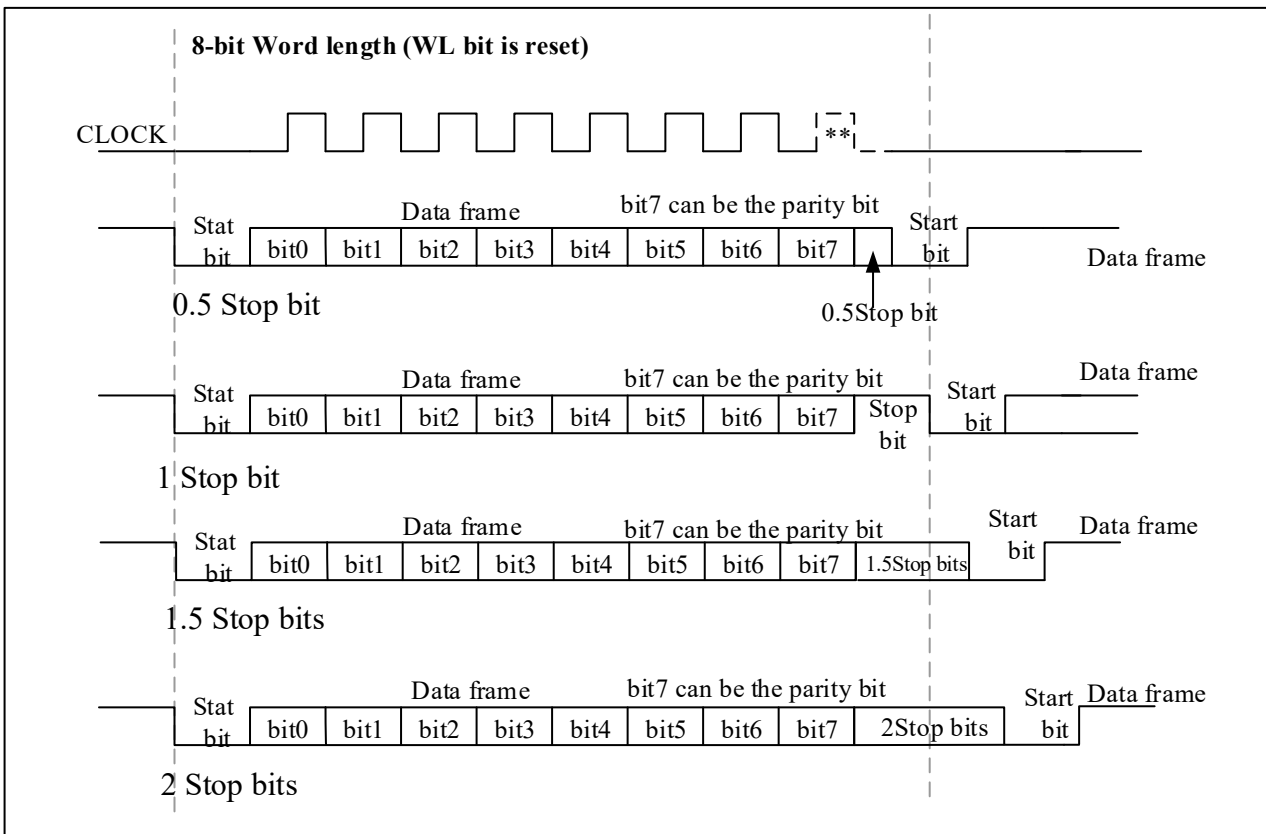 8-bit Word length (WL bit is reset)
CLOCK
**
Stat
bit
Data frame
bit7 can be the parity bit
Start
bit
bit0 bit1 bit2 bit3 bit4 bit5 bit6 bit7
Data frame
0.5 Stop bit
0.5Stop bit
Stat
bit
Data frame
bit7 can be the parity bit
Data frame
bit0 bit1 bit2 bit3 bit4 bit5 bit6 bit7
Stop
bit
Start
bit
1 Stop bit
Stat
bit
Data frame
bit7 can be the parity bit
Start
bit
Data frame
bit0 bit1 bit2 bit3 bit4 bit5 bit6 bit7 1.5Stop bits
1.5 Stop bits
Stat
bit
Data frame
bit7 can be the parity bit
Start
bit
Data frame
bit0 bit1 bit2 bit3 bit4 bit5 bit6 bit7 2Stop bits
2 Stop bits